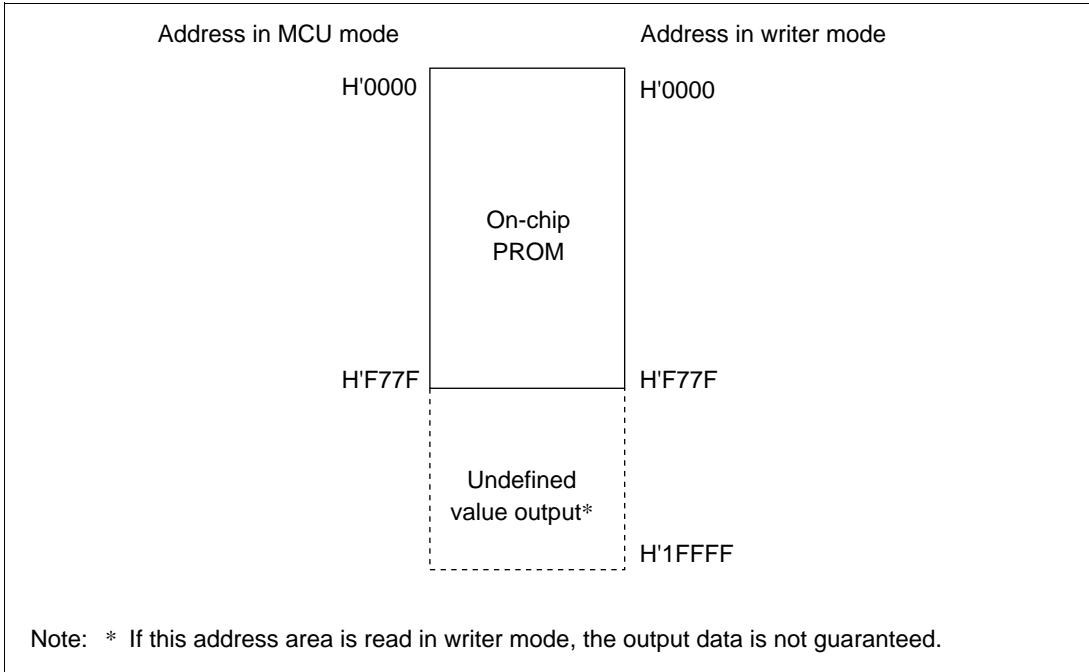 Address in MCU mode
Address in writer mode
H'0000
H'0000
On-chip
PROM
H'F77F
H'F77F
Undefined
value output*
H'1FFFF
Note: * If this address area is read in writer mode, the output data is not guaranteed.